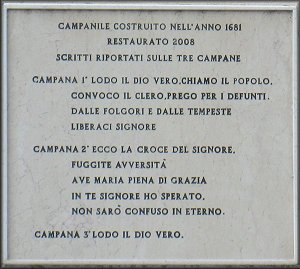 CAMPANILE COSTRUITO NELL'ANNO 1681
RESTAURATO 2008
SCRITTI RIPORTATI SULLE TRE CAMPANE
CAMPANA 1° LODO IL DIO VERO, CHIAMO IL POPOLO,
CONVOCO IL CLERO, PREGO PER I DEFUNTI.
DALLE FOLGORI E DALLE TEMPESTE
LIBERACI SIGNORE
CAMPANA 2° ECCO LA CROCE DEL SIGNORE,
FUGGITE AVVERSITÀ
AVE MARIA PIENA DI GRAZIA
IN TE SIGNORE HO SPERATO,
NON SARÒ CONFUSO IN ETERNO.
CAMPANA 3° LODO IL DIO VERO.